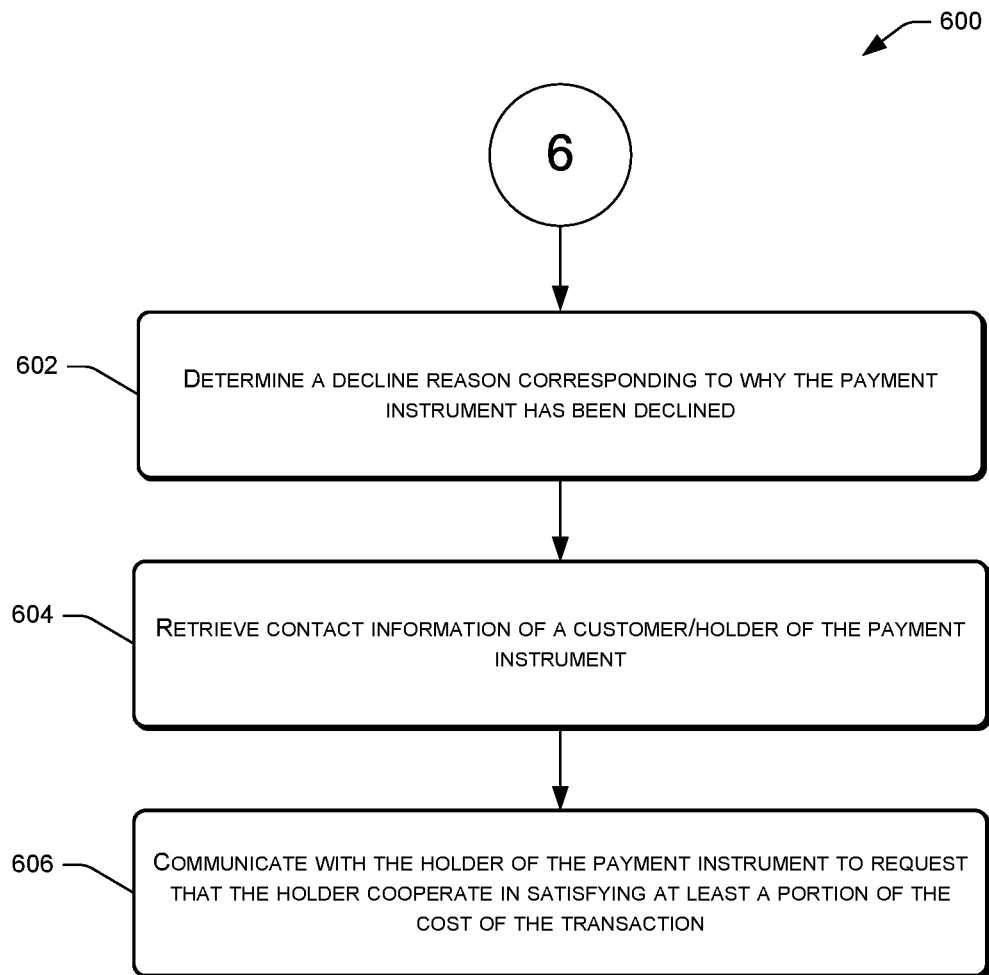 600
6
602
DETERMINE A DECLINE REASON CORRESPONDING TO WHY THE PAYMENT
INSTRUMENT HAS BEEN DECLINED
604
RETRIEVE CONTACT INFORMATION OF A CUSTOMER/HOLDER OF THE PAYMENT
INSTRUMENT
606
COMMUNICATE WITH THE HOLDER OF THE PAYMENT INSTRUMENT TO REQUEST
THAT THE HOLDER COOPERATE IN SATISFYING AT LEAST A PORTION OF THE
COST OF THE TRANSACTION